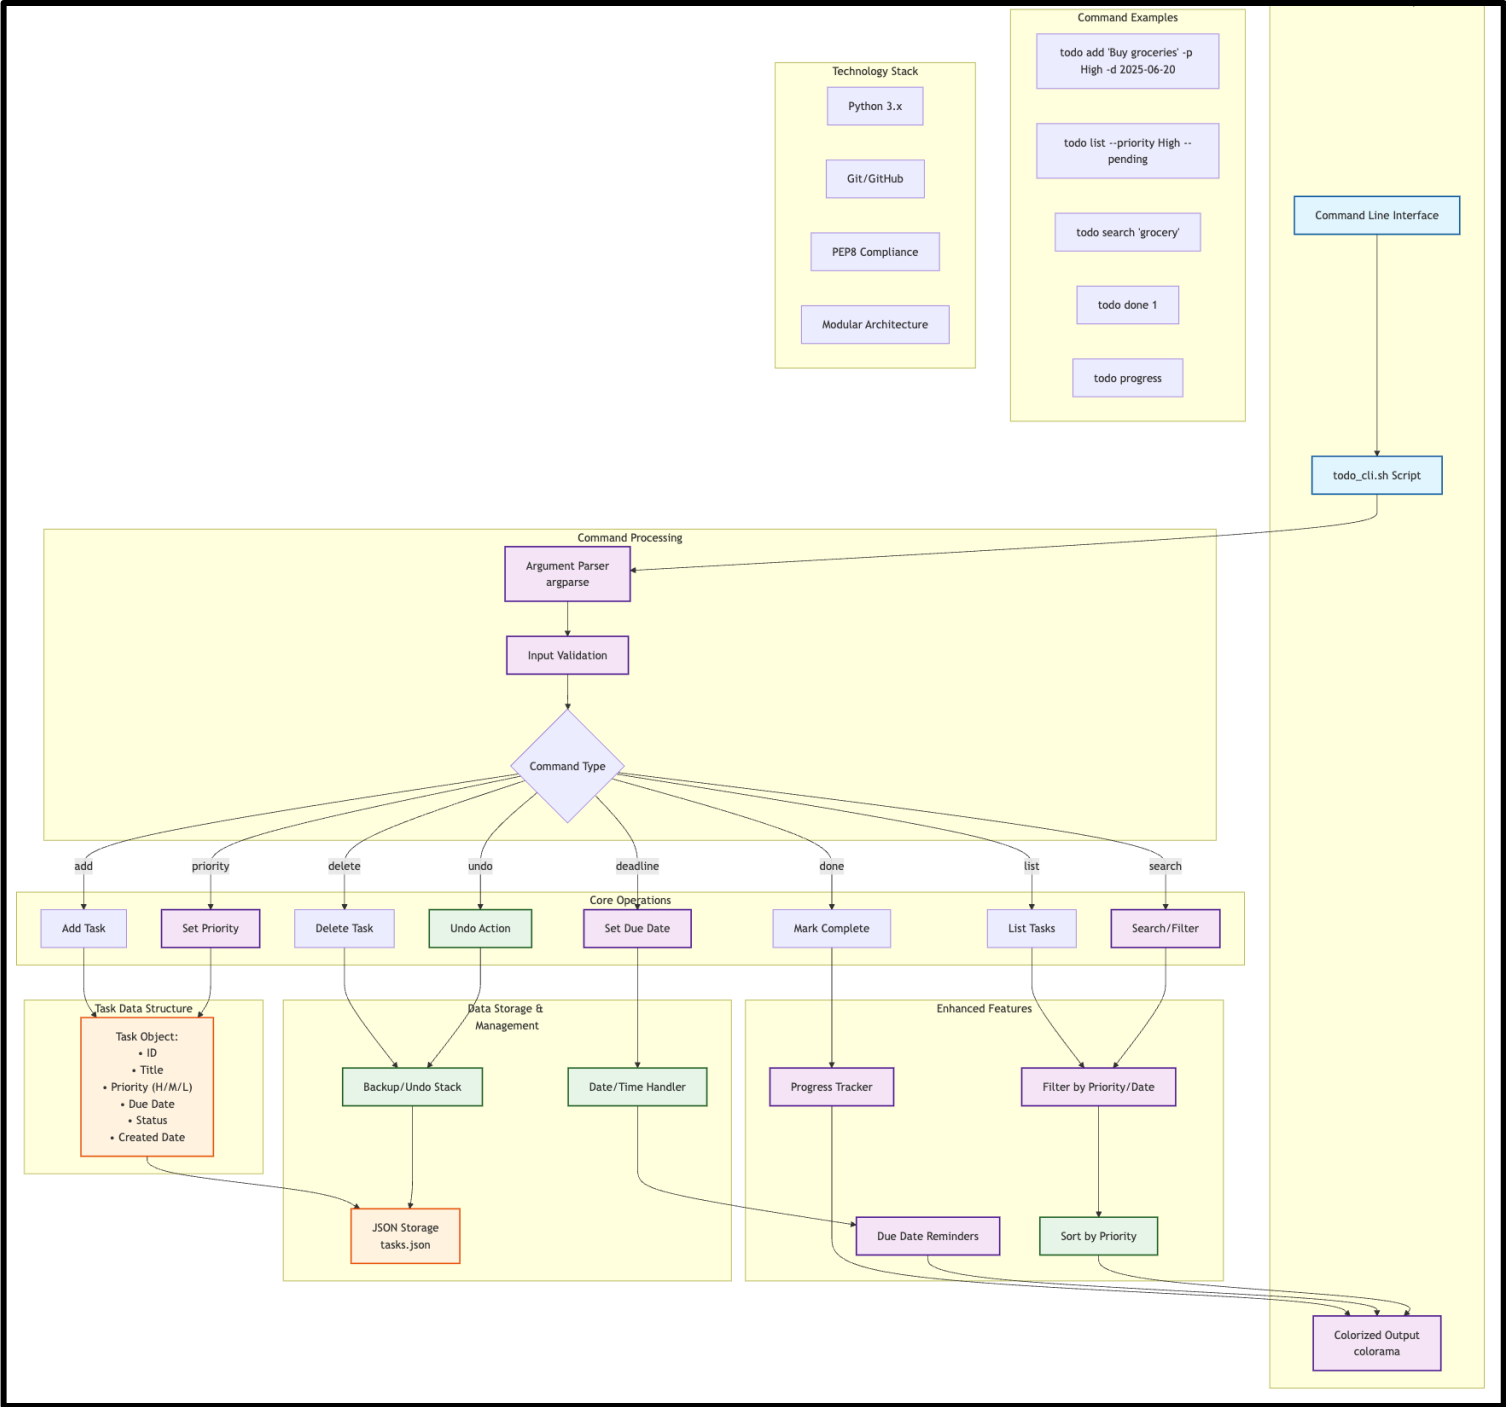 Command Examples
todo add 'Buy groceries' -p
High -d 2025-06-20
todo list --priority High --
pending
todo search 'grocery'
todo done 1
todo progress
Technology Stack
Python 3.x
Git/GitHub
PEP8 Compliance
Modular Architecture
Command Line Interface
todo_cli.sh Script
Command Processing
Argument Parser
argparse
Input Validation
Command Type
add
priority
delete
undo
deadline
done
list
search
Core Operations
Add Task
Set Priority
Delete Task
Undo Action
Set Due Date
Mark Complete
List Tasks
Search/Filter
Task Data Structure
Task Object:
• ID
• Title
• Priority (H/M/L)
• Due Date
• Status
• Created Date
Data Storage &
Management
Backup/Undo Stack
Date/Time Handler
JSON Storage
tasks.json
Enhanced Features
Progress Tracker
Filter by Priority/Date
Due Date Reminders
Sort by Priority
Colorized Output
colorama